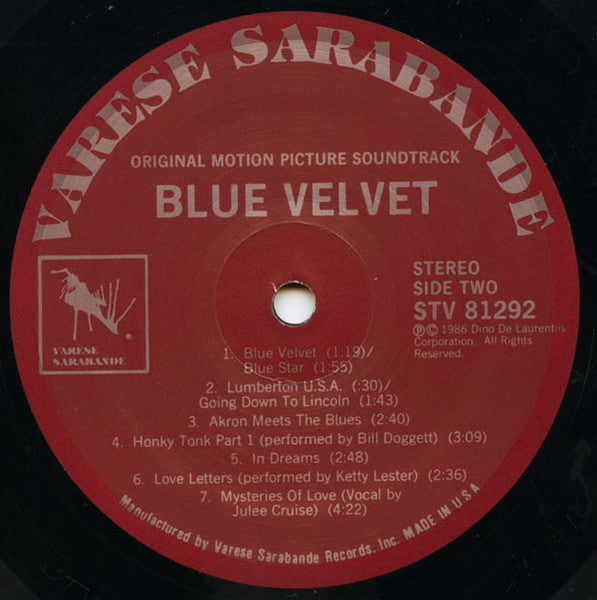 VARESE SARABANDE
ORIGINAL MOTION PICTURE SOUNDTRACK
BLUE VELVET
VARESE
SARABANDE
STEREO
SIDE TWO
STV 81292
Ⓟ© 1986 Dino De Laurentis
Corporation. All Rights
Reserved.
1. Blue Velvet (1:19)/
Blue Star (1:55)
2. Lumberton U.S.A. (:30)/
Going Down To Lincoln (1:43)
3. Akron Meets The Blues (2:40)
4. Honky Tonk Part 1 (performed by Bill Doggett) (3:09)
5. In Dreams (2:48)
6. Love Letters (performed by Ketty Lester) (2:36)
7. Mysteries Of Love (Vocal by
Julee Cruise) (4:22)
Manufactured by Varese Sarabande Records, Inc. MADE IN U.S.A.